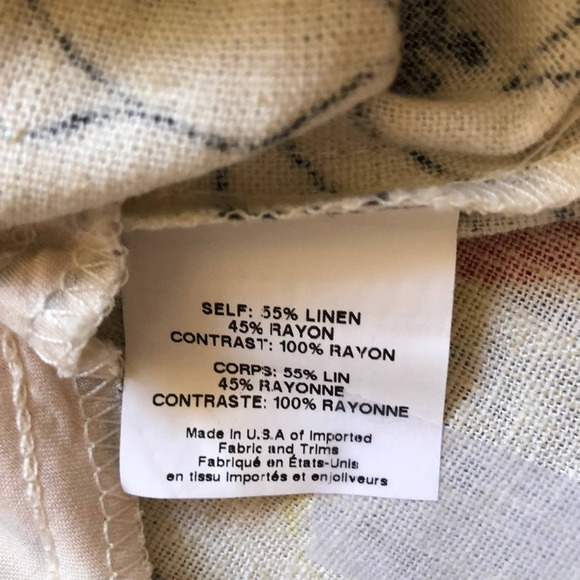 SELF: 55% LINEN
45% RAYON
CONTRAST: 100% RAYON
CORPS: 55% LIN
45% RAYONNE
CONTRASTE: 100% RAYONNE
Made in U.S.A of Imported
Fabric and Trims
Fabriqué en États-Unis
en tissu Importés et enjoliveurs